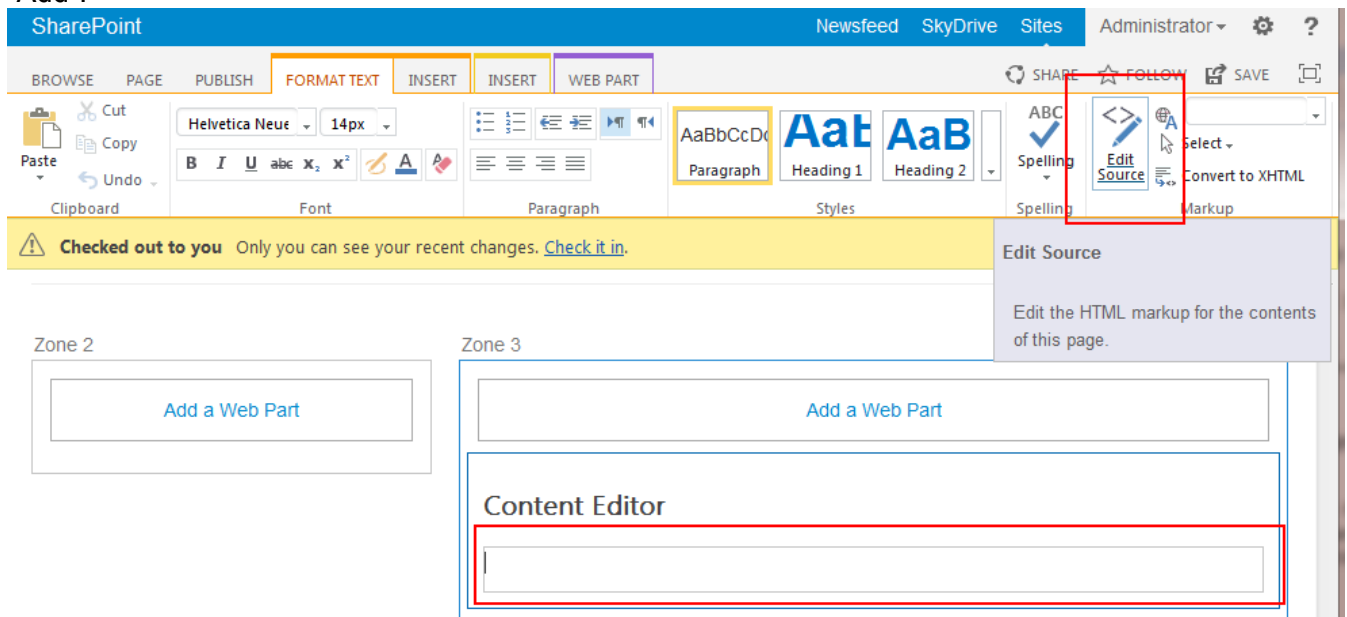 SharePoint Newsfeed SkyDrive Sites Administrator ?
BROWSE PAGE PUBLISH FORMAT TEXT INSERT INSERT WEB PART SHARE FOLLOW SAVE
Cut
Copy
Paste
Undo
Clipboard
Helvetica Neue 14px
B I U abc x₂ x²
A
Font
Paragraph
AaBbCcDc
Paragraph
AaB
Heading 1
AaB
Heading 2
Styles
ABC
Spelling
Spelling
Edit
Source
Select
Convert to XHTML
Markup
Checked out to you Only you can see your recent changes. Check it in.
Edit Source
Edit the HTML markup for the contents
of this page.
Zone 2 Zone 3
Add a Web Part Add a Web Part
Content Editor